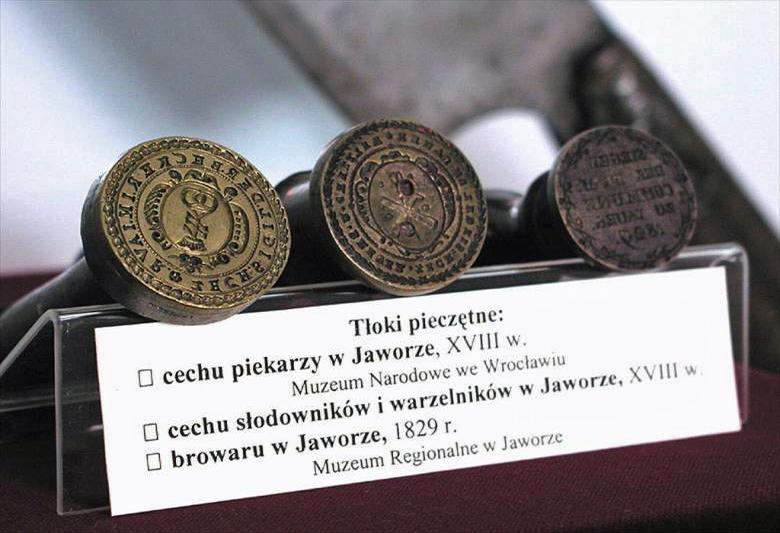 Tłoki pieczętne:
□ cechu piekarzy w Jaworze, XVIII w.
Muzeum Narodowe we Wrocławiu
□ cechu słodowników i warzelników w Jaworze, XVIII w.
□ browaru w Jaworze, 1829 r.
Muzeum Regionalne w Jaworze